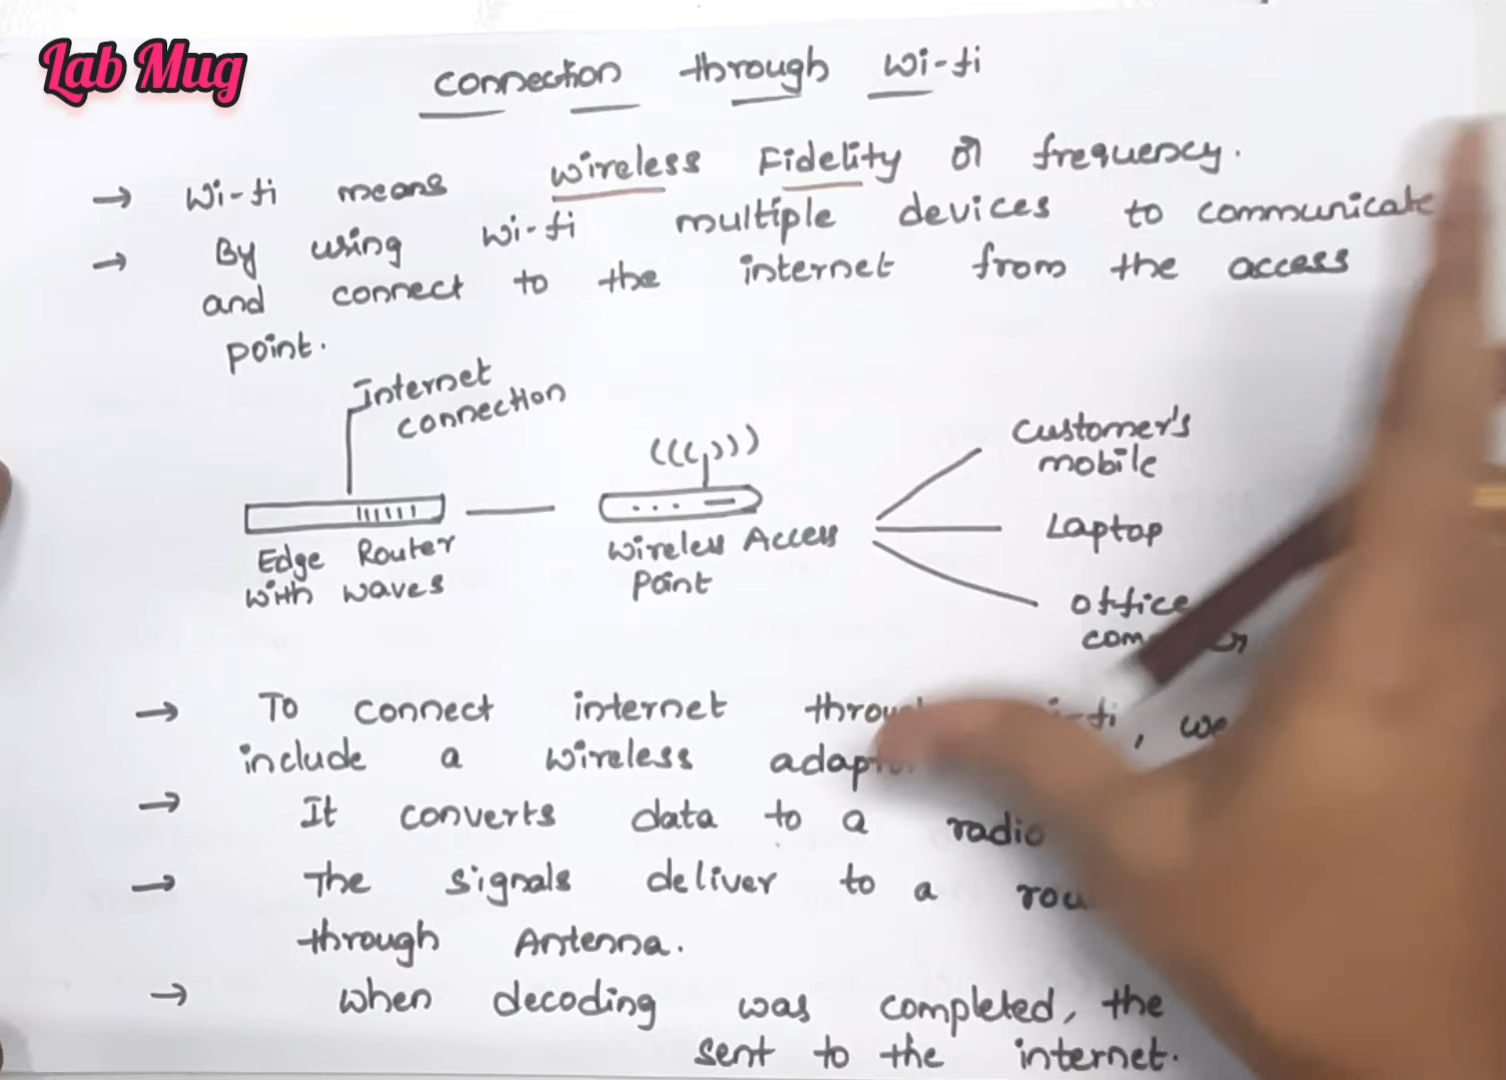 Lab Mug
connection through wi-fi
→ Wi-fi means wireless Fidelity or frequency.
→ By using wi-fi multiple devices to communicate
and connect to the internet from the access
point.
Internet
connection
Edge Router
with waves
wireless Access
Point
Customer's
mobile
Laptop
office
→ To connect internet we
include a wireless
→ It converts data to a radio
→ The signals deliver to a
through Antenna.
→ when decoding was completed, the
sent to the internet.